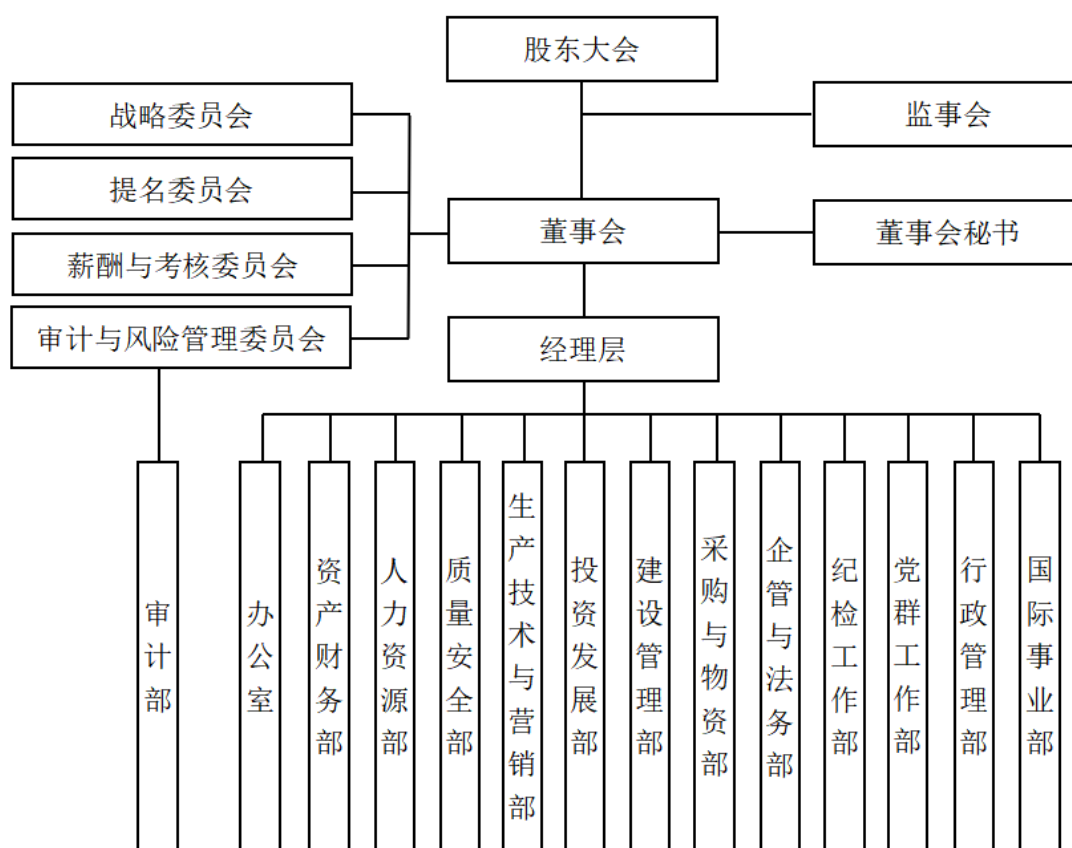 股东大会
战略委员会
监事会
提名委员会
董事会
董事会秘书
薪酬与考核委员会
审计与风险管理委员会
经理层
审计部
办公室
资产财务部
人力资源部
质量安全部
生产技术与营销部
投资发展部
建设管理部
采购与物资部
企管与法务部
纪检工作部
党群工作部
行政管理部
国际事业部